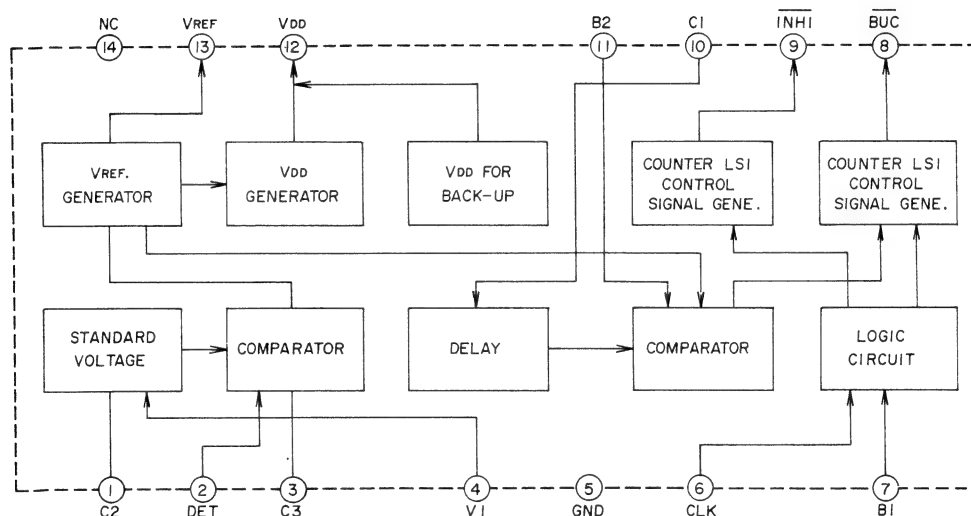 NC VREF VDD B2 C1 INHI BUC
14 13 12 11 10 9 8
VREF. GENERATOR
VDD GENERATOR
VDD FOR BACK-UP
COUNTER LSI CONTROL SIGNAL GENE.
COUNTER LSI CONTROL SIGNAL GENE.
STANDARD VOLTAGE
COMPARATOR
DELAY
COMPARATOR
LOGIC CIRCUIT
1 2 3 4 5 6 7
C2 DET C3 V1 GND CLK B1